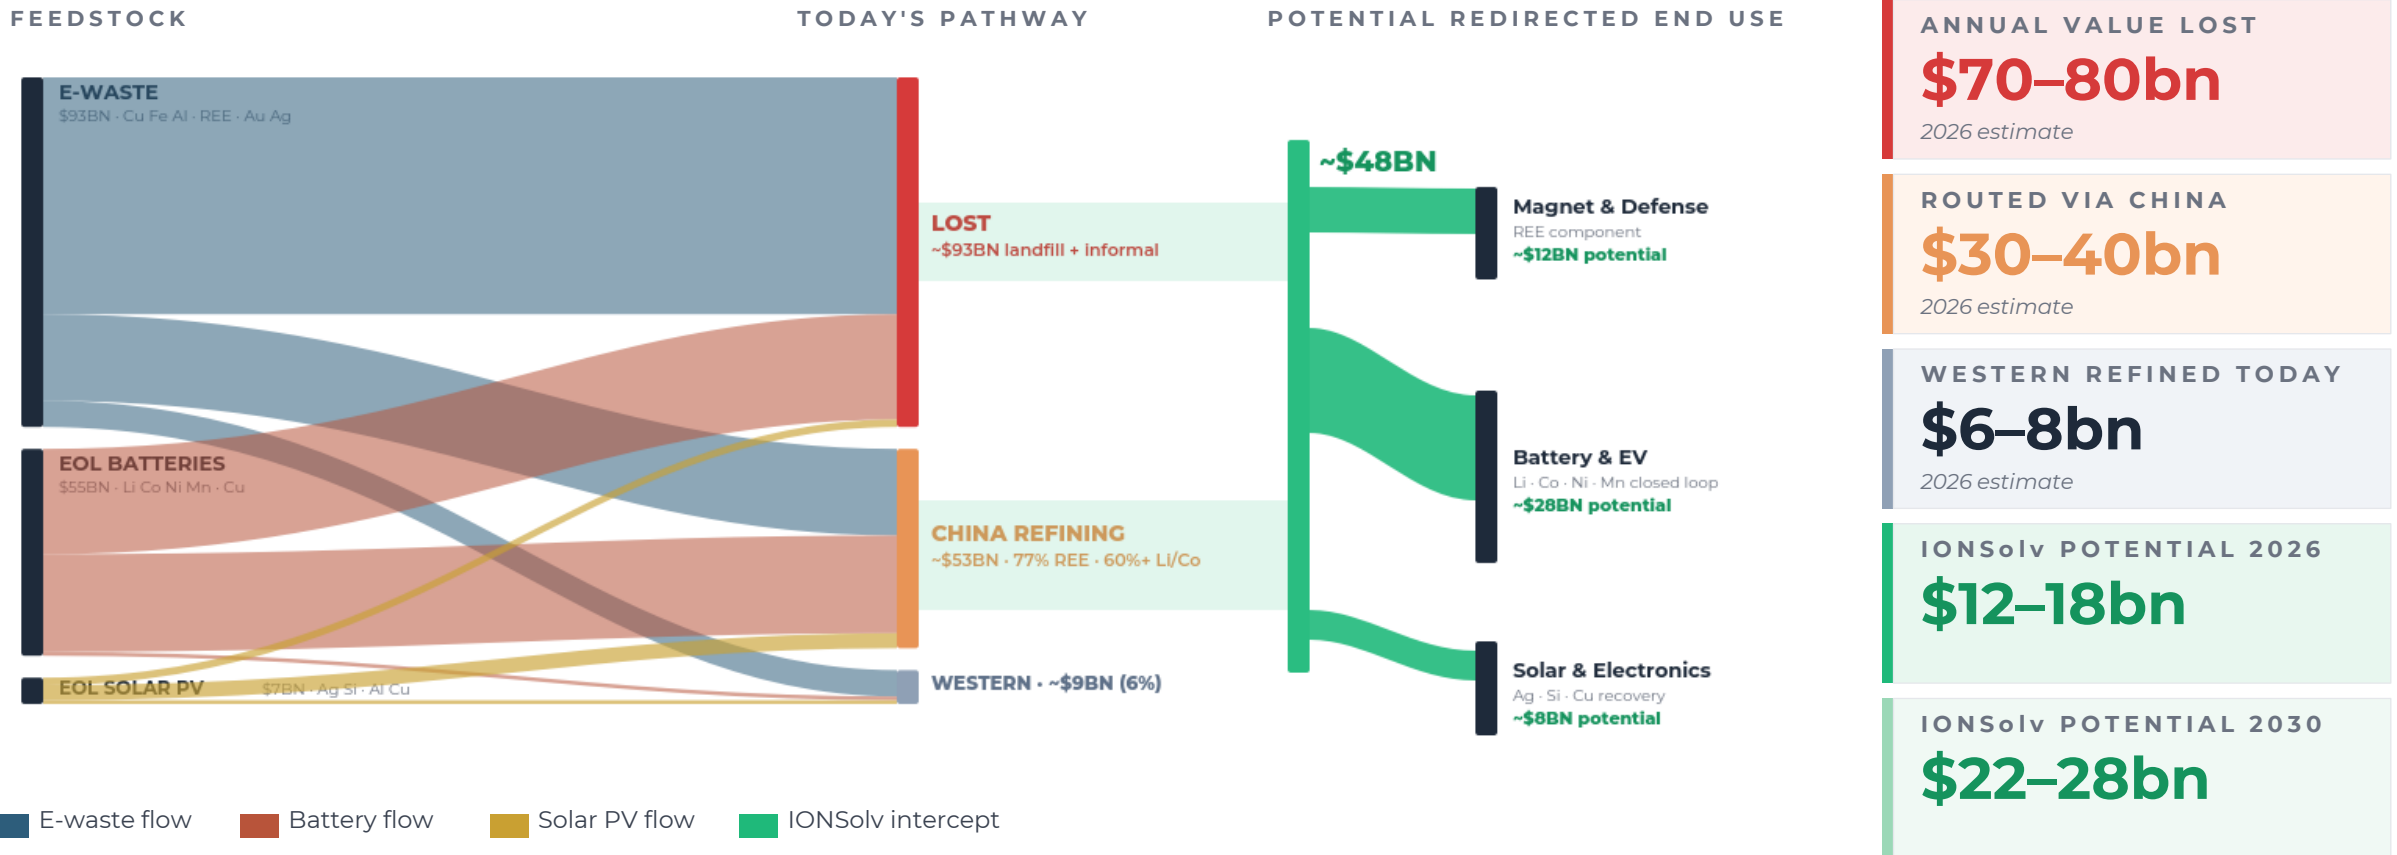 FEEDSTOCK
TODAY'S PATHWAY
POTENTIAL REDIRECTED END USE
E-WASTE
$93BN · Cu Fe Al · REE · Au Ag
EOL BATTERIES
$55BN · Li Co Ni Mn · Cu
EOL SOLAR PV
$7BN · Ag Si · Al Cu
LOST
~$93BN landfill + informal
CHINA REFINING
~$53BN · 77% REE · 60%+ Li/Co
WESTERN · ~$9BN (6%)
~$48BN
Magnet & Defense
REE component
~$12BN potential
Battery & EV
Li · Co · Ni · Mn closed loop
~$28BN potential
Solar & Electronics
Ag · Si · Cu recovery
~$8BN potential
E-waste flow
Battery flow
Solar PV flow
IONSolv intercept
ANNUAL VALUE LOST
$70–80bn
2026 estimate
ROUTED VIA CHINA
$30–40bn
2026 estimate
WESTERN REFINED TODAY
$6–8bn
2026 estimate
IONSolv POTENTIAL 2026
$12–18bn
IONSolv POTENTIAL 2030
$22–28bn